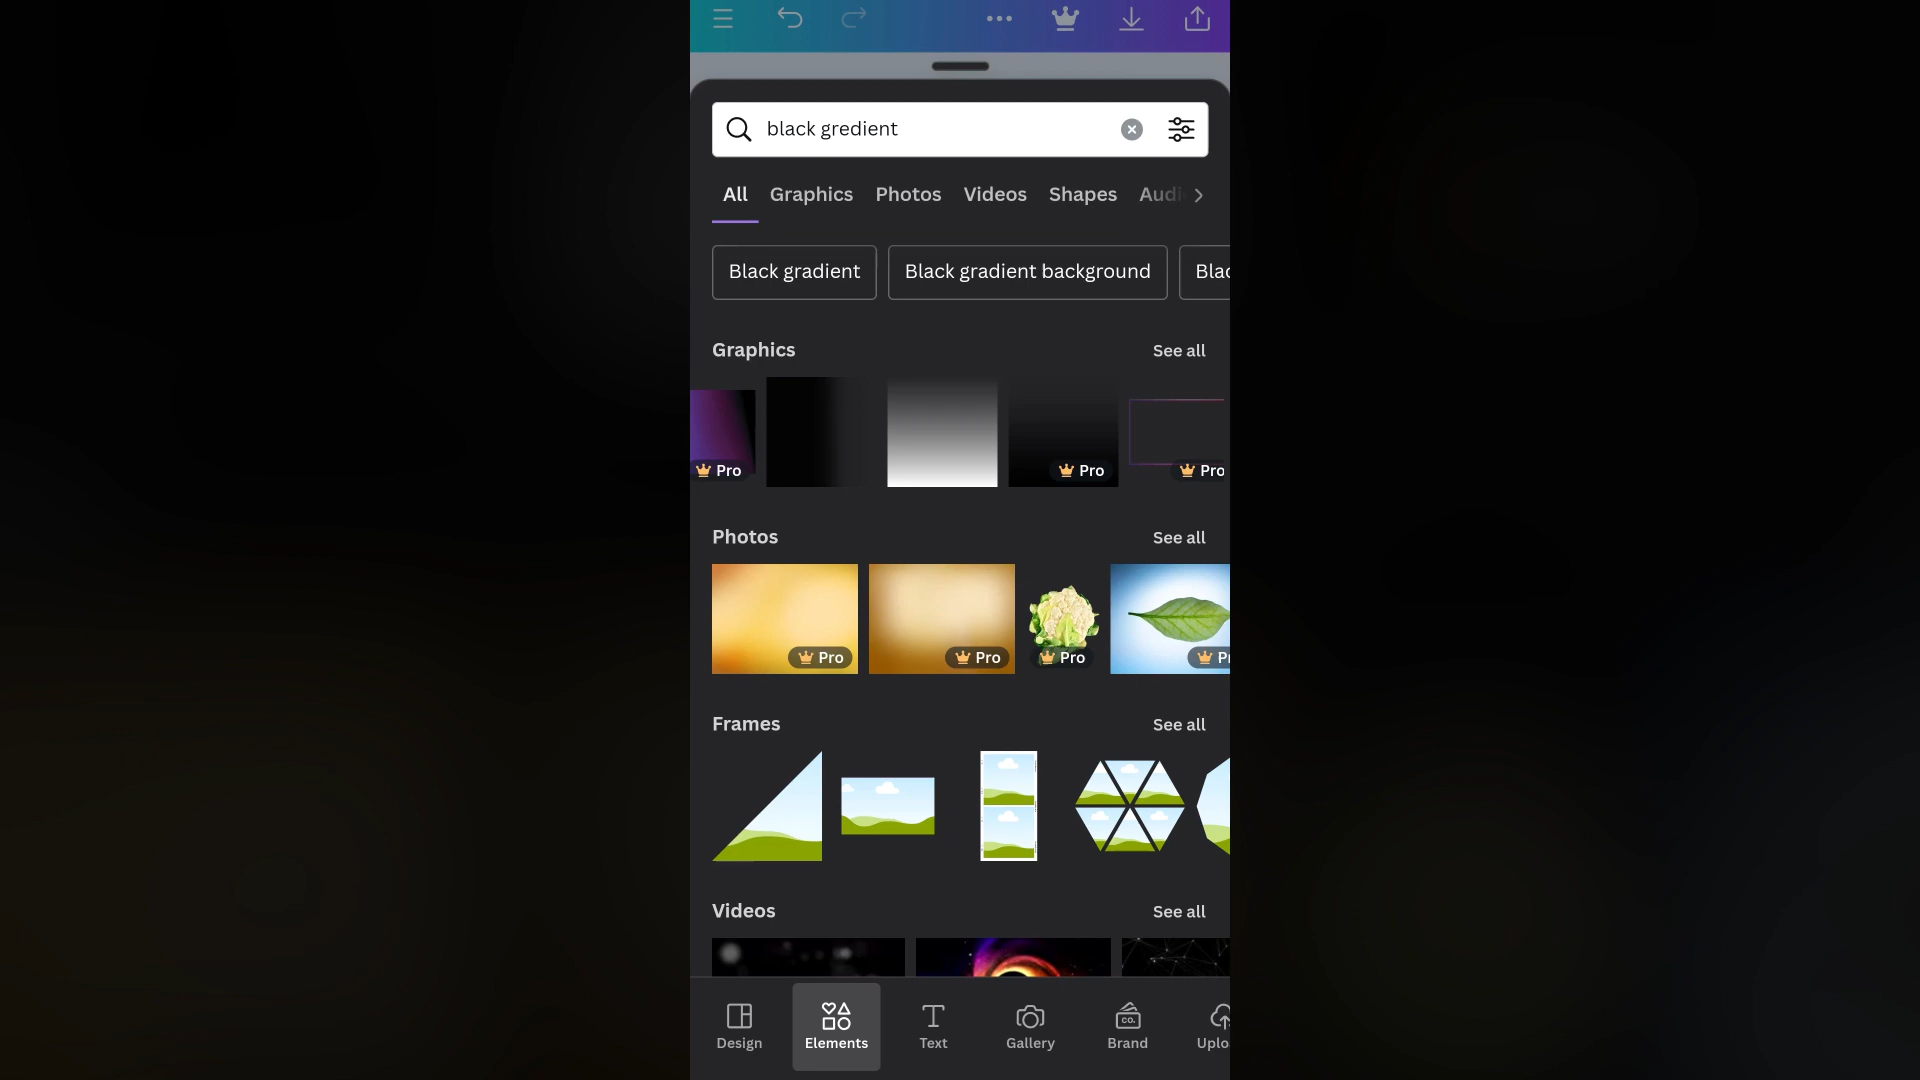 black gredient
All Graphics Photos Videos Shapes Audi
Black gradient Black gradient background Blac
Graphics See all
Pro Pro Pro
Photos See all
Pro Pro Pro Pr
Frames See all
Videos See all
co.
Design Elements Text Gallery Brand Uplo